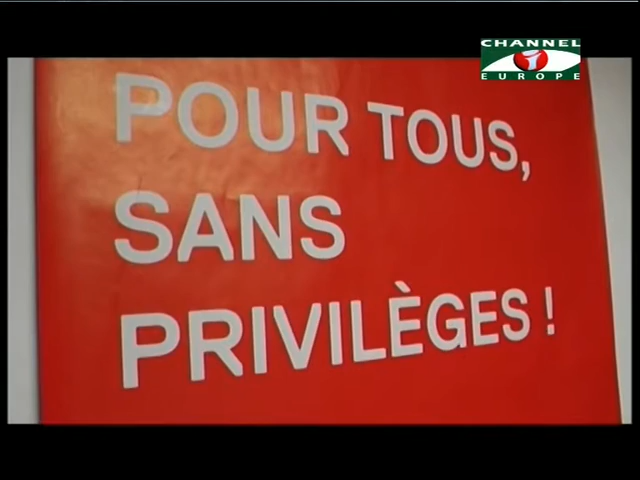 CHANNEL
i
EUROPE
POUR TOUS,
SANS
PRIVILÈGES !